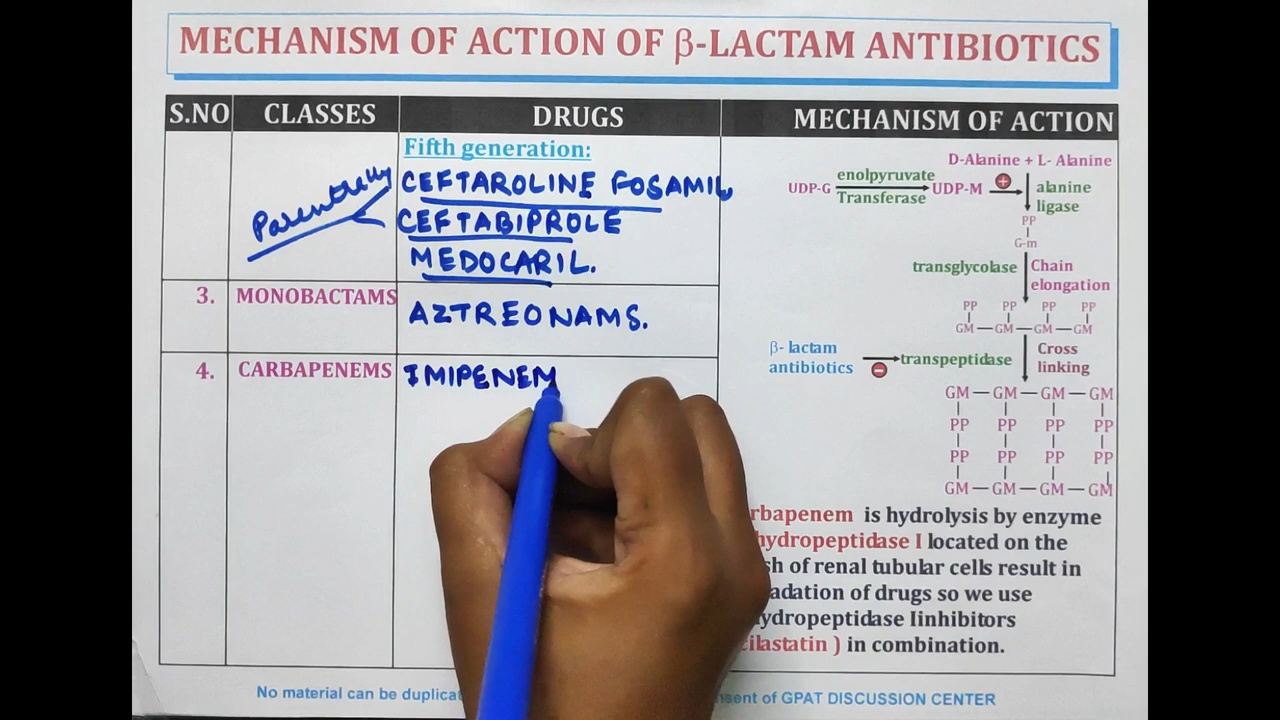 MECHANISM OF ACTION OF β-LACTAM ANTIBIOTICS
S.NO CLASSES DRUGS MECHANISM OF ACTION
Fifth generation:
Parentrally
CEFTAROLINE FOSAMIL
CEFTABIPROLE
MEDOCARIL.
3. MONOBACTAMS AZTREONAMS.
4. CARBAPENEMS IMIPENEM
D-Alanine + L- Alanine
UDP-G enolpyruvate Transferase UDP-M + alanine ligase
PP
G-m
transglycolase Chain elongation
PP PP PP PP
GM GM GM GM
β- lactam antibiotics transpeptidase Cross linking
GM GM GM GM
PP PP PP PP
PP PP PP PP
GM GM GM GM
rbapenem is hydrolysis by enzyme
hydropeptidase I located on the
sh of renal tubular cells result in
adation of drugs so we use
ydropeptidase Iinhibitors
cilastatin ) in combination.
No material can be duplicat
nsent of GPAT DISCUSSION CENTER